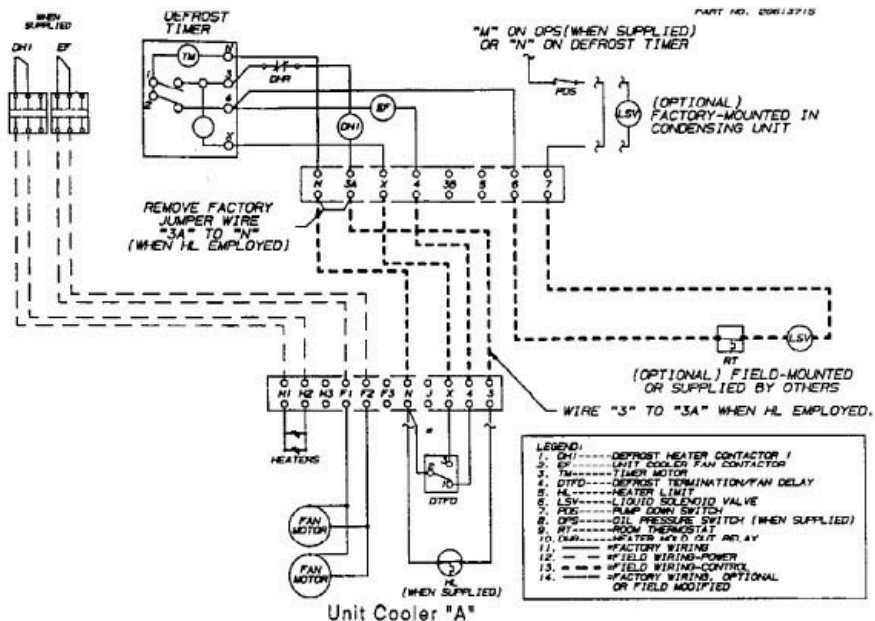 WHEN
SUPPLIED
DH1 EF
DEFROST
TIMER
PART NO. 29613715
"M" ON OPS(WHEN SUPPLIED)
OR "N" ON DEFROST TIMER
TM
N
1
3
2
4
X
DHR
EF
DH1
PDS
LSV
(OPTIONAL)
FACTORY-MOUNTED IN
CONDENSING UNIT
N 3A X 4 3B 5 6 7
REMOVE FACTORY
JUMPER WIRE
"3A" TO "N"
(WHEN HL EMPLOYED)
RT
LSV
(OPTIONAL) FIELD-MOUNTED
OR SUPPLIED BY OTHERS
WIRE "3" TO "3A" WHEN HL EMPLOYED.
H1 H2 H3 F1 F2 F3 N J X 4 3
HEATERS
DTFD
FAN
MOTOR
FAN
MOTOR
HL
(WHEN SUPPLIED)
Unit Cooler "A"
LEGEND:
1. DH1-----DEFROST HEATER CONTACTOR 1
2. EF------UNIT COOLER FAN CONTACTOR
3. TM------TIMER MOTOR
4. DTFD----DEFROST TERMINATION/FAN DELAY
5. HL------HEATER LIMIT
6. LSV-----LIQUID SOLENOID VALVE
7. PDS-----PUMP DOWN SWITCH
8. OPS-----OIL PRESSURE SWITCH (WHEN SUPPLIED)
9. RT------ROOM THERMOSTAT
10. DHR-----HEATER HOLD OUT RELAY
11. =FACTORY WIRING
12. =FIELD WIRING-POWER
13. =FIELD WIRING-CONTROL
14. =FACTORY WIRING, OPTIONAL
OR FIELD MODIFIED